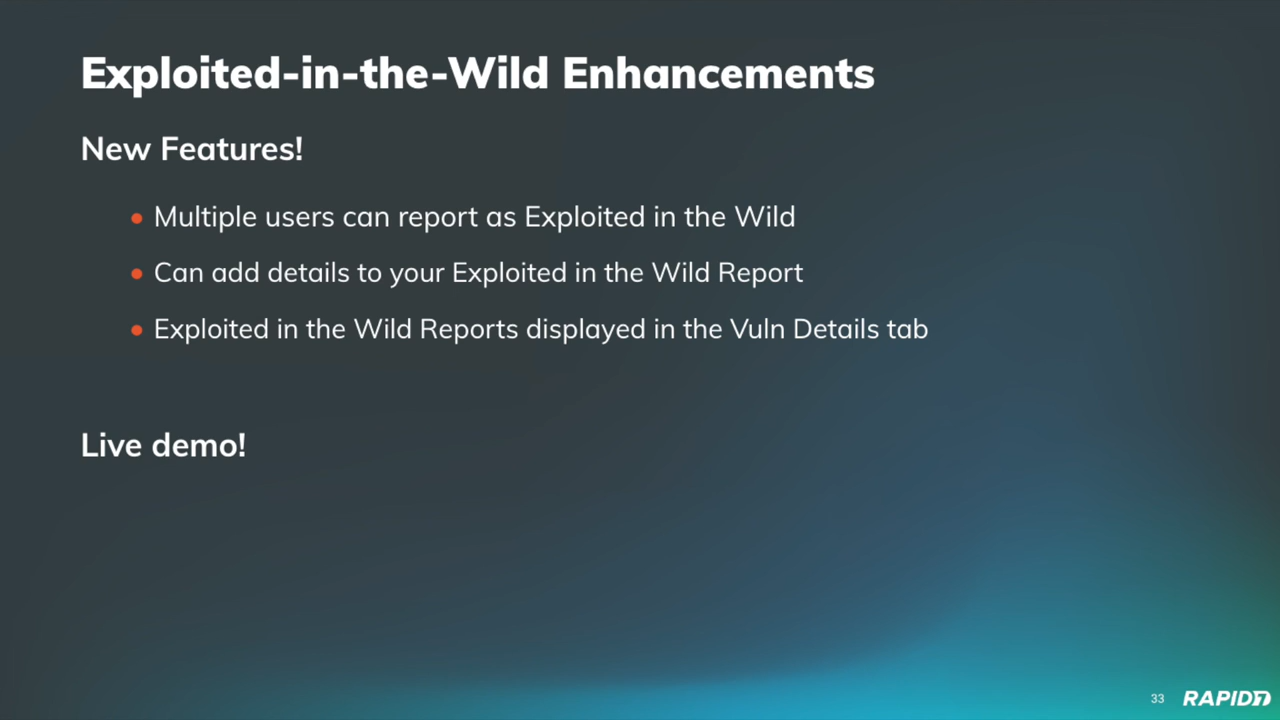 Exploited-in-the-Wild Enhancements
New Features!
Multiple users can report as Exploited in the Wild
Can add details to your Exploited in the Wild Report
Exploited in the Wild Reports displayed in the Vuln Details tab
Live demo!
33
RAPID7